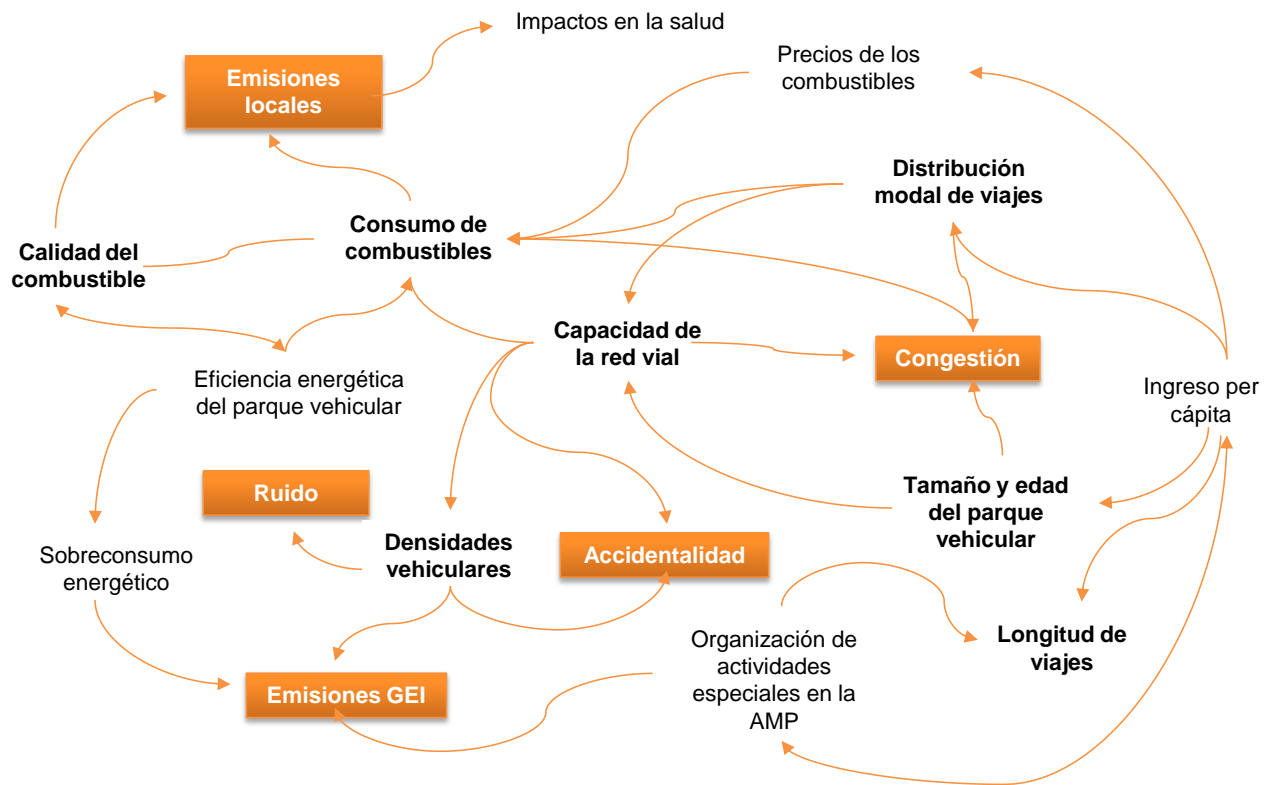 Impactos en la salud
Precios de los
combustibles
Emisiones
locales
Distribución
modal de viajes
Consumo de
combustibles
Calidad del
combustible
Capacidad de
la red vial
Congestión
Eficiencia energética
del parque vehicular
Ingreso per
cápita
Ruido
Tamaño y edad
del parque
vehicular
Densidades
vehiculares
Accidentalidad
Sobreconsumo
energético
Organización de
actividades
especiales en la
AMP
Longitud de
viajes
Emisiones GEI